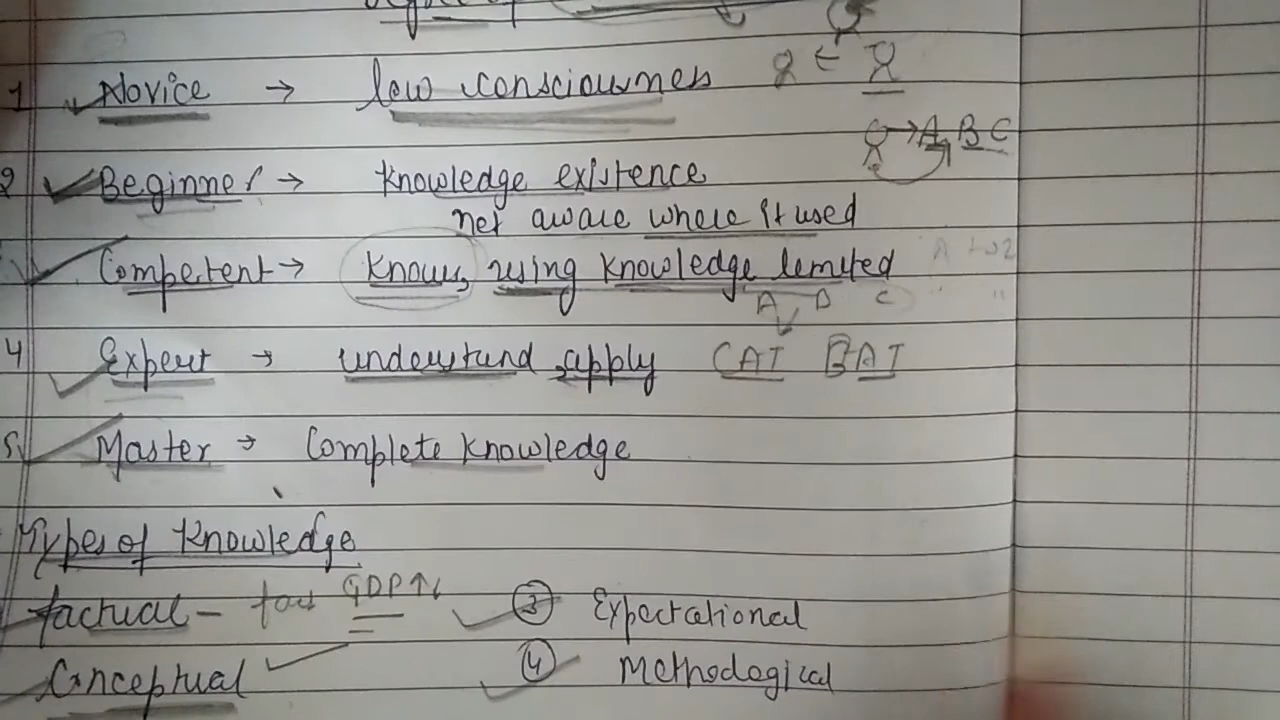 1 Novice → low consciousness
→ A B C
2 Beginner → Knowledge existence
not aware where it used
Competent → Knows, using knowledge limited
A B C
4 Expert → understand, apply CAT BAT
5 Master → Complete knowledge
Types of Knowledge
factual - GDP ↑ ③ Expectational
Conceptual ④ Methodogical